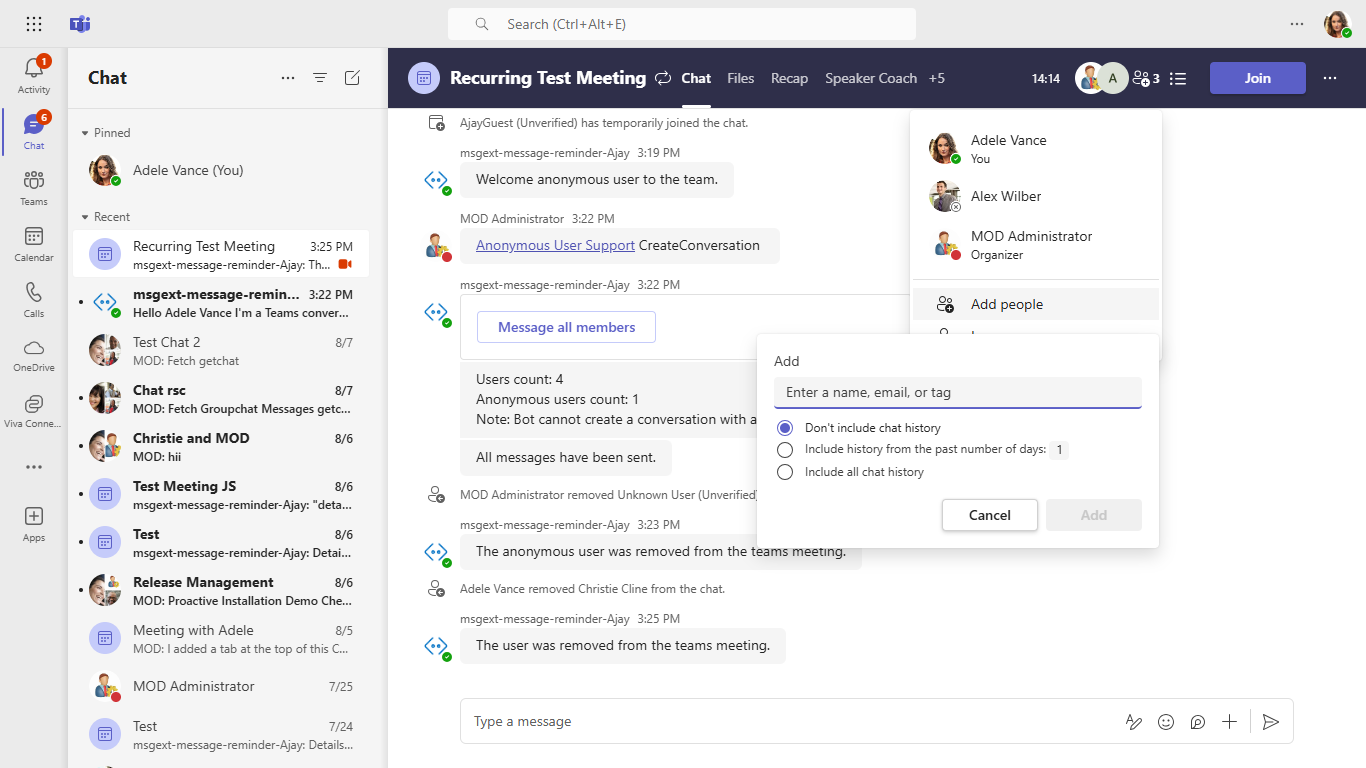 Search (Ctrl+Alt+E)
1
Activity
6
Chat
Teams
Calendar
Calls
OneDrive
Viva Conne...
Apps
Chat
Pinned
Adele Vance (You)
Recent
Recurring Test Meeting 3:25 PM
msgext-message-reminder-Ajay: Th...
msgext-message-remin... 3:22 PM
Hello Adele Vance I'm a Teams conver...
Test Chat 2 8/7
MOD: Fetch getchat
Chat rsc 8/7
MOD: Fetch Groupchat Messages getc...
Christie and MOD 8/6
MOD: hii
Test Meeting JS 8/6
msgext-message-reminder-Ajay: "deta...
Test 8/6
msgext-message-reminder-Ajay: Detai...
Release Management 8/6
MOD: Proactive Installation Demo Che...
Meeting with Adele 8/5
MOD: I added a tab at the top of this C...
MOD Administrator 7/25
Test 7/24
msgext-message-reminder-Ajay: Details...
Recurring Test Meeting Chat Files Recap Speaker Coach +5 14:14 A 3 Join
AjayGuest (Unverified) has temporarily joined the chat.
msgext-message-reminder-Ajay 3:19 PM
Welcome anonymous user to the team.
MOD Administrator 3:22 PM
Anonymous User Support CreateConversation
msgext-message-reminder-Ajay 3:22 PM
Message all members
Users count: 4
Anonymous users count: 1
Note: Bot cannot create a conversation with a
All messages have been sent.
MOD Administrator removed Unknown User (Unverified)
msgext-message-reminder-Ajay 3:23 PM
The anonymous user was removed from the teams meeting.
Adele Vance removed Christie Cline from the chat.
msgext-message-reminder-Ajay 3:25 PM
The user was removed from the teams meeting.
Type a message
Adele Vance
You
Alex Wilber
MOD Administrator
Organizer
Add people
Add
Enter a name, email, or tag
Don't include chat history
Include history from the past number of days: 1
Include all chat history
Cancel Add